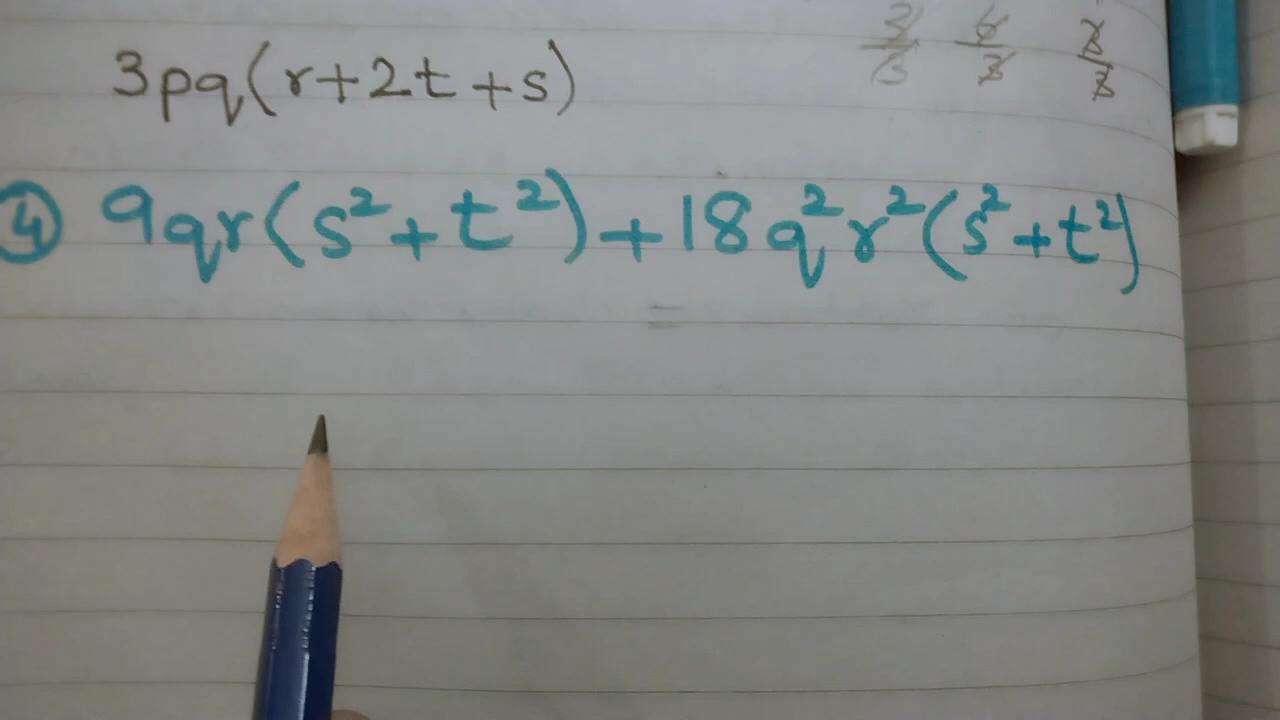 3pq(r+2t+s)
④ 9qr(s²+t²)+18q²r²(s²+t²)
=